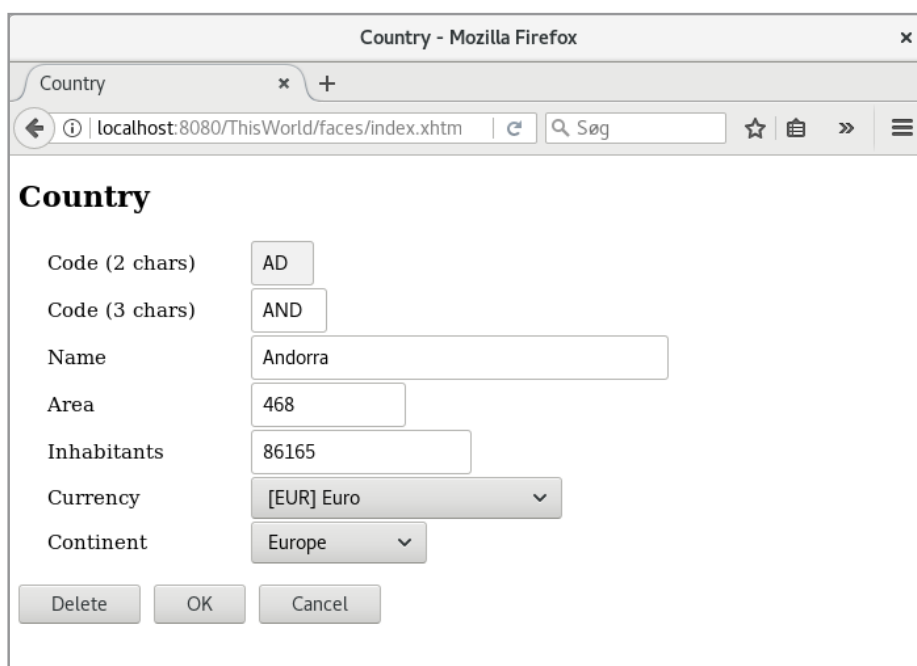 Country - Mozilla Firefox
Country
localhost:8080/ThisWorld/faces/index.xhtm
Søg
Country
Code (2 chars) AD
Code (3 chars) AND
Name Andorra
Area 468
Inhabitants 86165
Currency [EUR] Euro
Continent Europe
Delete OK Cancel